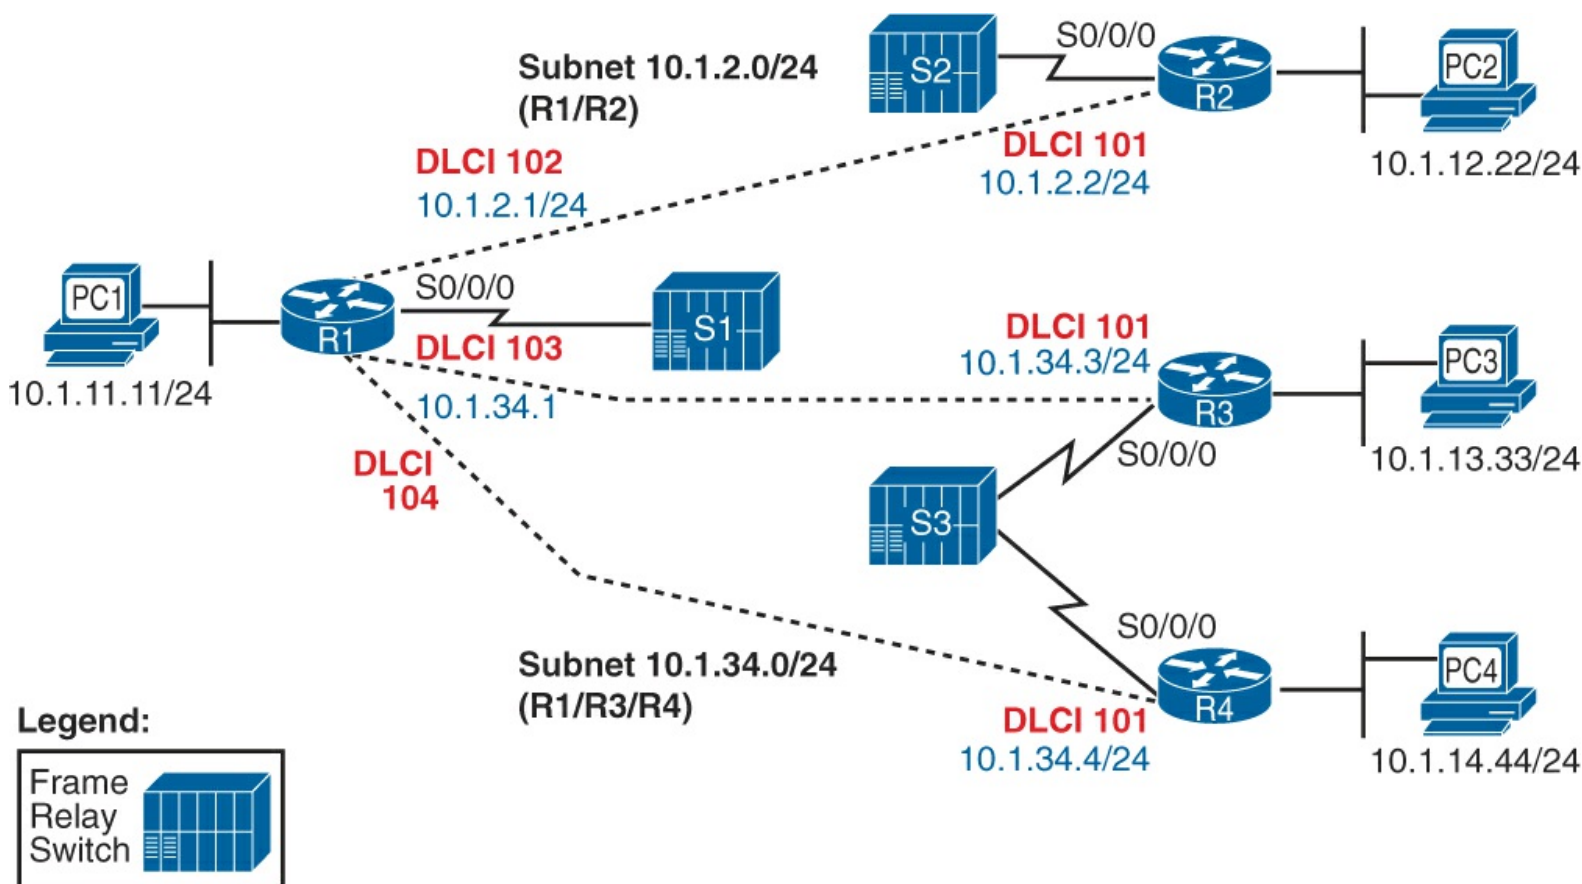 Subnet 10.1.2.0/24
(R1/R2)
S2
S0/0/0
R2
PC2
10.1.12.22/24
DLCI 102
10.1.2.1/24
DLCI 101
10.1.2.2/24
PC1
10.1.11.11/24
R1
S0/0/0
S1
DLCI 103
10.1.34.1
DLCI 101
10.1.34.3/24
R3
S0/0/0
PC3
10.1.13.33/24
DLCI
104
S3
S0/0/0
Subnet 10.1.34.0/24
(R1/R3/R4)
DLCI 101
10.1.34.4/24
R4
PC4
10.1.14.44/24
Legend:
Frame
Relay
Switch